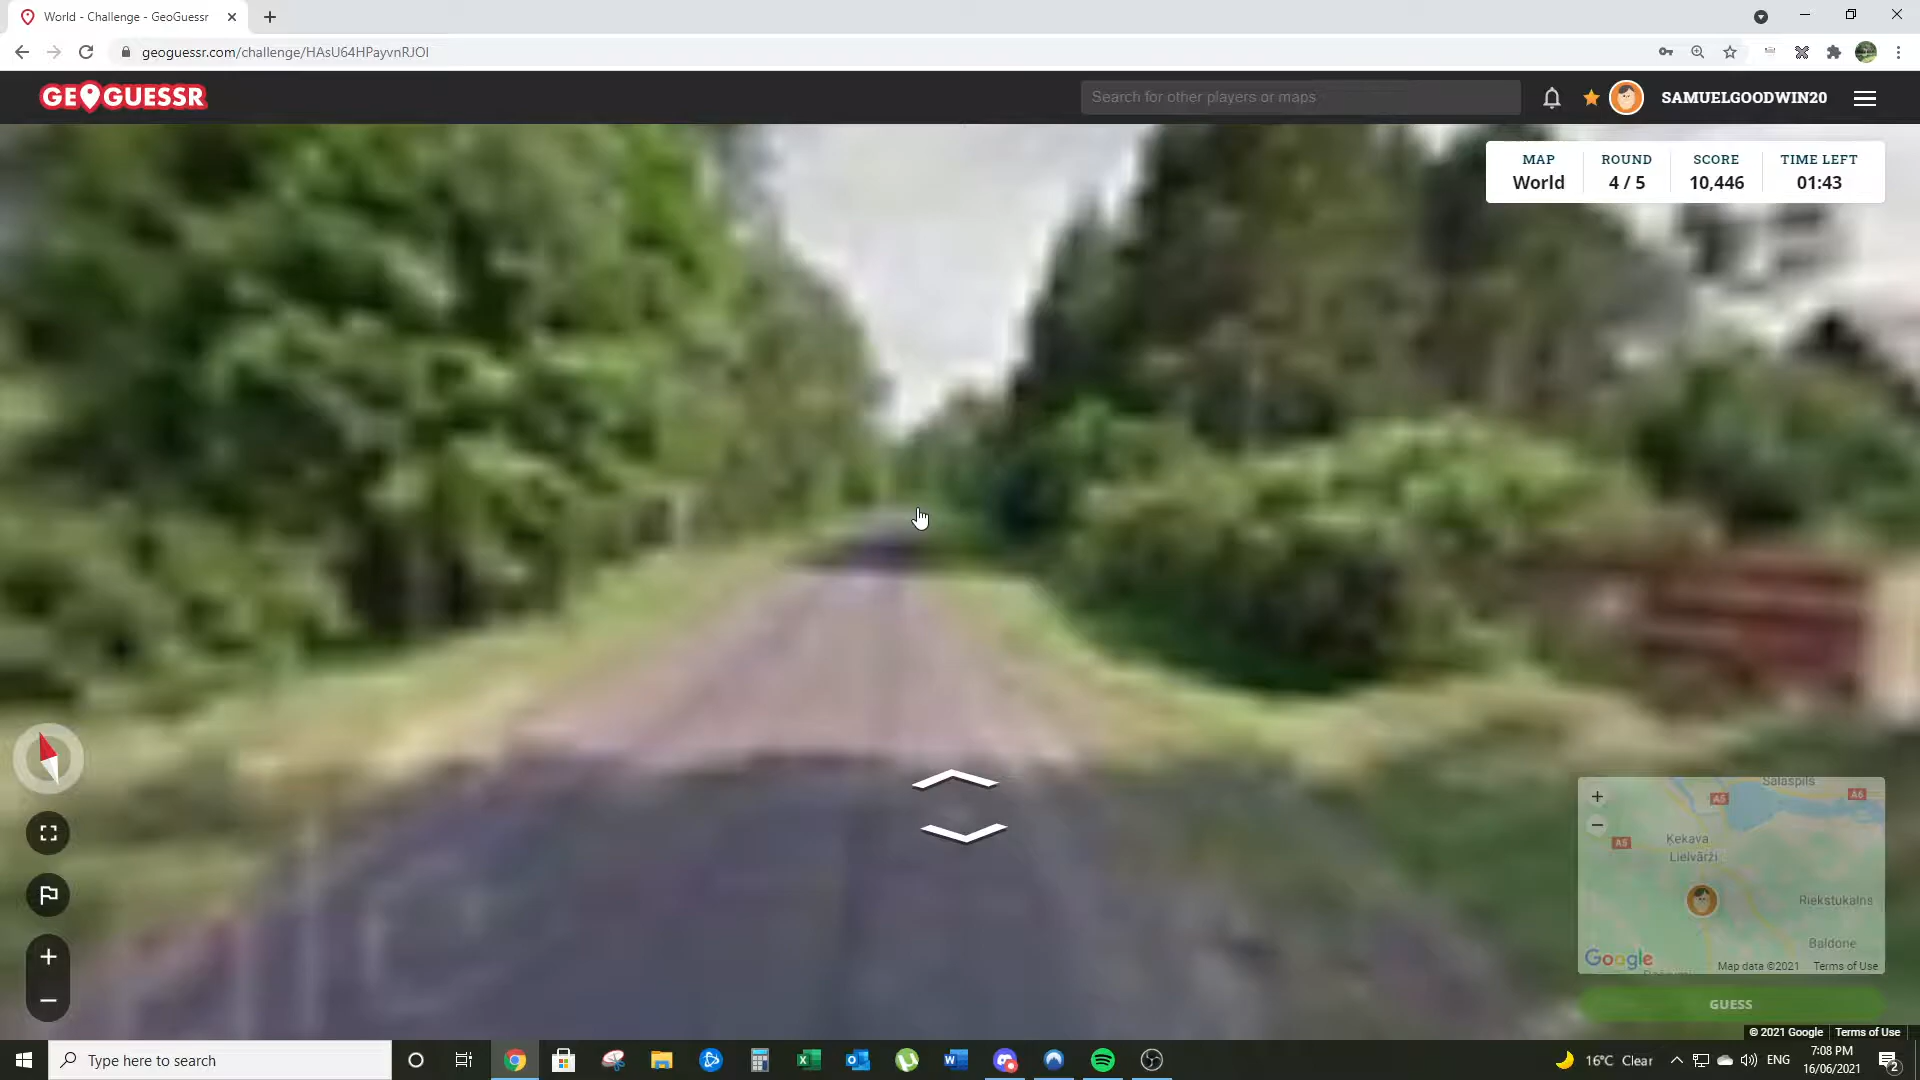 World - Challenge - GeoGuessr
geoguessr.com/challenge/HAsU64HPayvnRJOI
GEOGUESSR
Search for other players or maps
SAMUELGOODWIN20
MAP ROUND SCORE TIME LEFT
World 4 / 5 10,446 01:43
Salaspils
A5
A6
Ķekava
A5
Lielvārži
Riekstukalns
Baldone
Google
Map data ©2021 Terms of Use
GUESS
© 2021 Google Terms of Use
Type here to search
16°C Clear
ENG
7:08 PM
16/06/2021
2